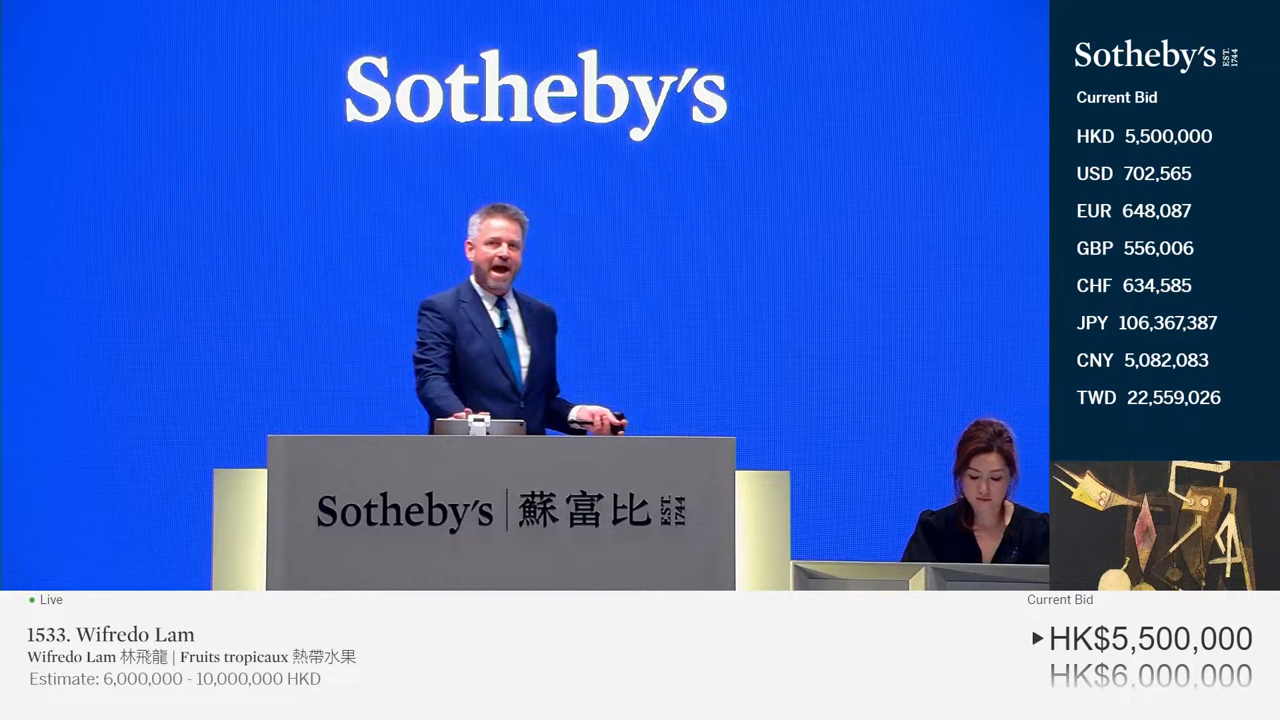 Sotheby's
Sotheby's EST. 1744
Current Bid
HKD 5,500,000
USD 702,565
EUR 648,087
GBP 556,006
CHF 634,585
JPY 106,367,387
CNY 5,082,083
TWD 22,559,026
Sotheby's | 蘇富比 EST. 1744
Live
1533. Wifredo Lam
Wifredo Lam 林飛龍 | Fruits tropicaux 熱帶水果
Estimate: 6,000,000 - 10,000,000 HKD
Current Bid
HK$5,500,000
HK$6,000,000